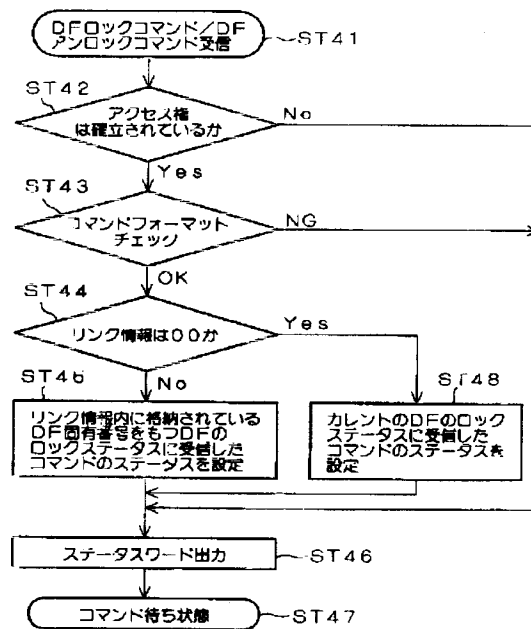 DFロックコマンド/DF
アンロックコマンド受信
ST41
ST42
アクセス権
は確立されているか
No
Yes
ST43
コマンドフォーマット
チェック
NG
OK
ST44
リンク情報は00か
Yes
No
ST46
リンク情報内に格納されている
DF固有番号をもつDFの
ロックステータスに受信した
コマンドのステータスを設定
ST48
カレントのDFのロック
ステータスに受信した
コマンドのステータスを
設定
ステータスワード出力
ST46
コマンド待ち状態
ST47